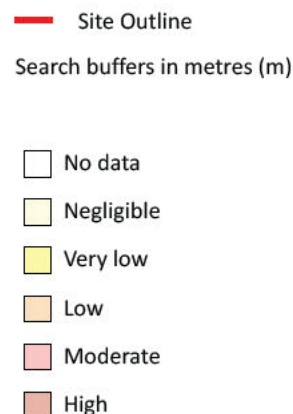 Site Outline
Search buffers in metres (m)
No data
Negligible
Very low
Low
Moderate
High